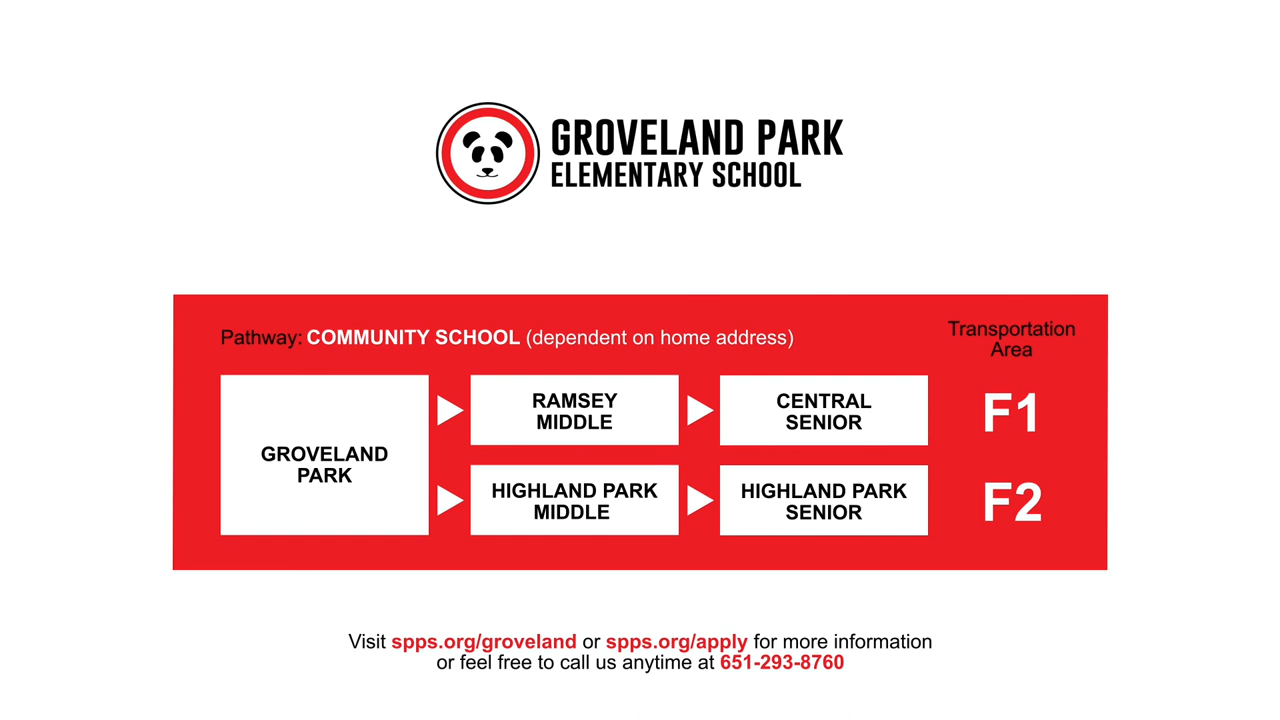 GROVELAND PARK
ELEMENTARY SCHOOL
Pathway: COMMUNITY SCHOOL (dependent on home address)
Transportation
Area
GROVELAND
PARK
RAMSEY
MIDDLE
CENTRAL
SENIOR
F1
HIGHLAND PARK
MIDDLE
HIGHLAND PARK
SENIOR
F2
Visit spps.org/groveland or spps.org/apply for more information
or feel free to call us anytime at 651-293-8760